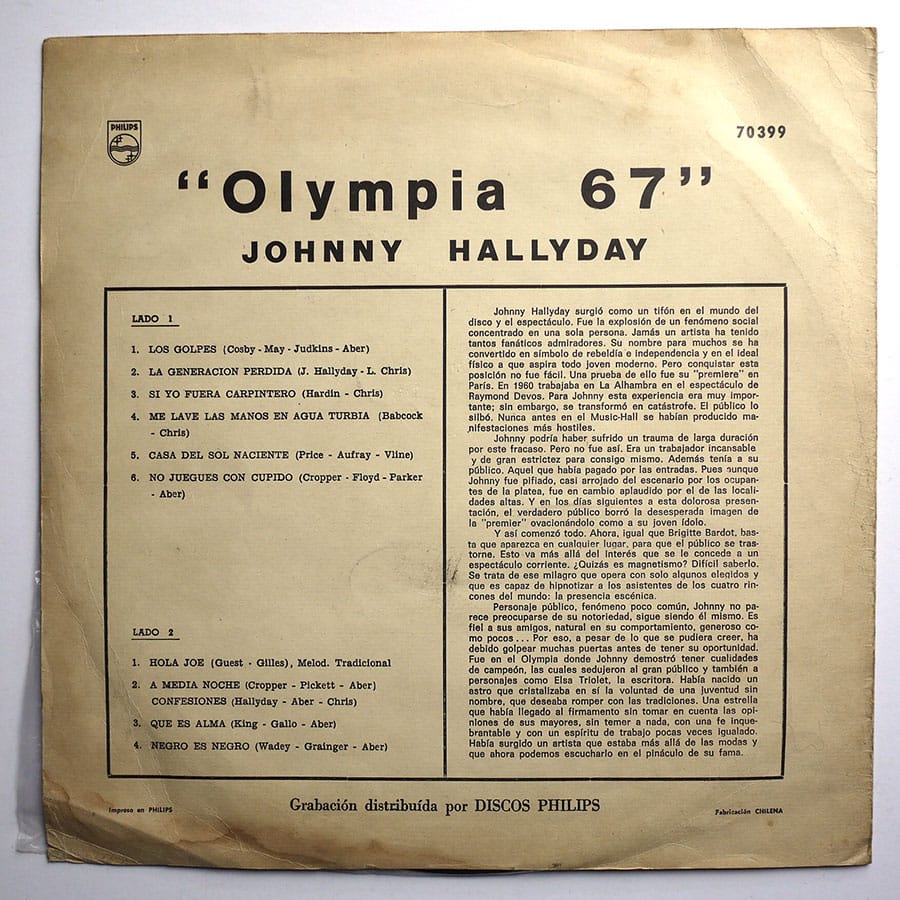 PHILIPS
70399
“Olympia 67”
JOHNNY HALLYDAY
LADO 1
1. LOS GOLPES (Cosby - May - Judkins - Aber)
2. LA GENERACION PERDIDA (J. Hallyday - L. Chris)
3. SI YO FUERA CARPINTERO (Hardin - Chris)
4. ME LAVE LAS MANOS EN AGUA TURBIA (Babcock
- Chris)
5. CASA DEL SOL NACIENTE (Price - Aufray - Vline)
6. NO JUEGUES CON CUPIDO (Cropper - Floyd - Parker
- Aber)
LADO 2
1. HOLA JOE (Guest - Gilles), Melod. Tradicional
2. A MEDIA NOCHE (Cropper - Pickett - Aber)
CONFESIONES (Hallyday - Aber - Chris)
3. QUE ES ALMA (King - Gallo - Aber)
4. NEGRO ES NEGRO (Wadey - Grainger - Aber)
Johnny Hallyday surgió como un tifón en el mundo del
disco y el espectáculo. Fue la explosión de un fenómeno social
concentrado en una sola persona. Jamás un artista ha tenido
tantos fanáticos admiradores. Su nombre para muchos se ha
convertido en símbolo de rebeldía e independencia y en el ideal
físico a que aspira todo joven moderno. Pero conquistar esta
posición no fue fácil. Una prueba de ello fue su "premiera" en
París. En 1960 trabajaba en La Alhambra en el espectáculo de
Raymond Devos. Para Johnny esta experiencia era muy impor-
tante; sin embargo, se transformó en catástrofe. El público lo
silbó. Nunca antes en el Music-Hall se habían producido ma-
nifestaciones más hostiles.
Johnny podría haber sufrido un trauma de larga duración
por este fracaso. Pero no fue así. Era un trabajador incansable
y de gran estrictez para consigo mismo. Además tenía a su
público. Aquel que había pagado por las entradas. Pues aunque
Johnny fue pifiado, casi arrojado del escenario por los ocupan-
tes de la platea, fue en cambio aplaudido por el de las locali-
dades altas. Y en los días siguientes a esta dolorosa presen-
tación, el verdadero público borró la desesperada imagen de
la "premier" ovacionándolo como a su joven ídolo.
Y así comenzó todo. Ahora, igual que Brigitte Bardot, bas-
ta que aparezca en cualquier lugar, para que el público se tras-
torne. Esto va más allá del interés que se le concede a un
espectáculo corriente. ¿Quizás es magnetismo? Difícil saberlo.
Se trata de ese milagro que opera con solo algunos elegidos y
que es capaz de hipnotizar a los asistentes de los cuatro rin-
cones del mundo: la presencia escénica.
Personaje público, fenómeno poco común, Johnny no pa-
rece preocuparse de su notoriedad, sigue siendo él mismo. Es
fiel a sus amigos, natural en su comportamiento, generoso co-
mo pocos... Por eso, a pesar de lo que se pudiera creer, ha
debido golpear muchas puertas antes de tener su oportunidad.
Fue en el Olympia donde Johnny demostró tener cualidades
de campeón, las cuales sedujeron al gran público y también a
personajes como Elsa Triolet, la escritora. Había nacido un
astro que cristalizaba en sí la voluntad de una juventud sin
nombre, que deseaba romper con las tradiciones. Una estrella
que había llegado al firmamento sin tomar en cuenta las opi-
niones de sus mayores, sin temer a nada, con una fe inque-
brantable y con un espíritu de trabajo pocas veces igualado.
Había surgido un artista que estaba más allá de las modas y
que ahora podemos escucharlo en el pináculo de su fama.
Impreso en PHILIPS
Grabación distribuída por DISCOS PHILIPS
Fabricación CHILENA